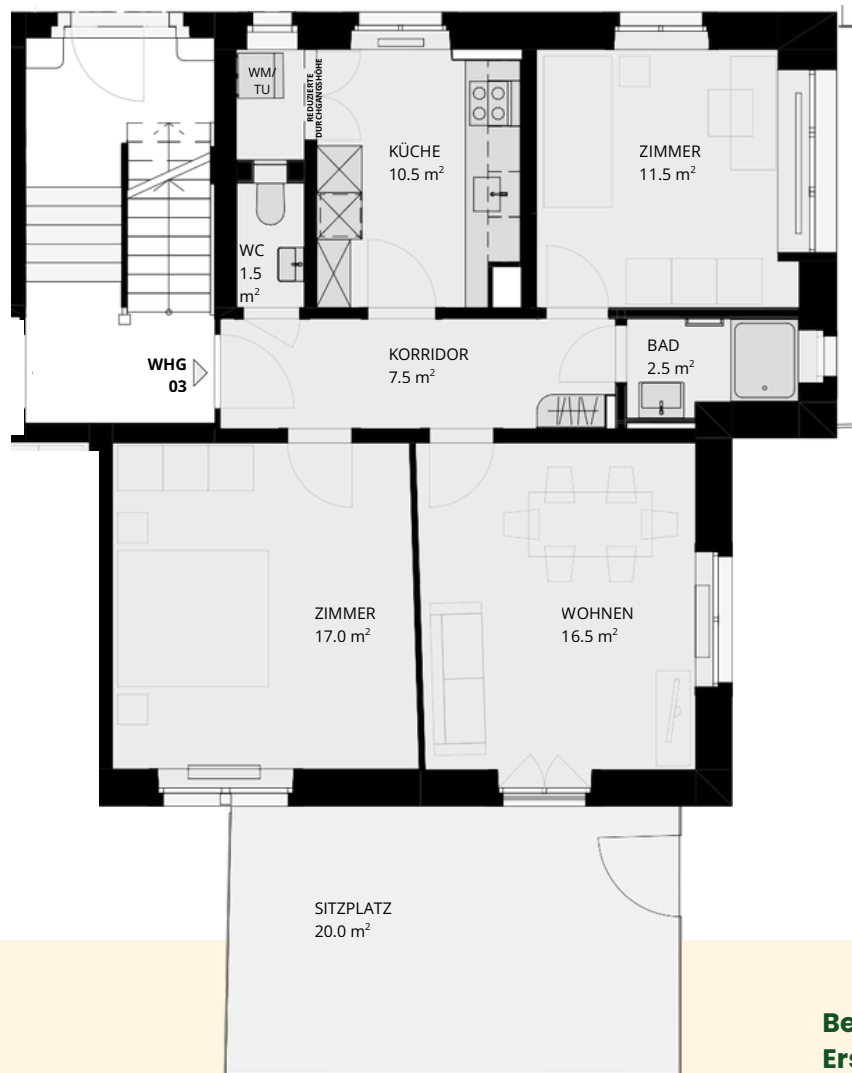 WM/
TU
REDUZIERTE
DURCHGANGSHÖHE
KÜCHE
10.5 m²
ZIMMER
11.5 m²
WC
1.5
m²
WHG
03
KORRIDOR
7.5 m²
BAD
2.5 m²
ZIMMER
17.0 m²
WOHNEN
16.5 m²
SITZPLATZ
20.0 m²
Be
Ers